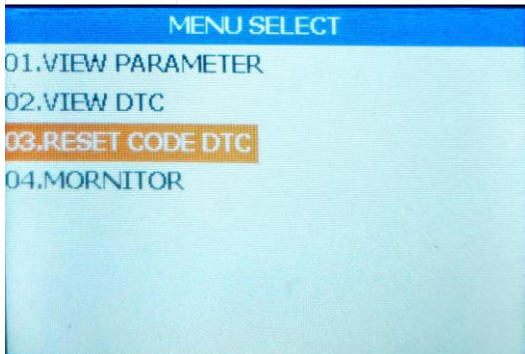 MENU SELECT
01.VIEW PARAMETER
02.VIEW DTC
03.RESET CODE DTC
04.MORNITOR